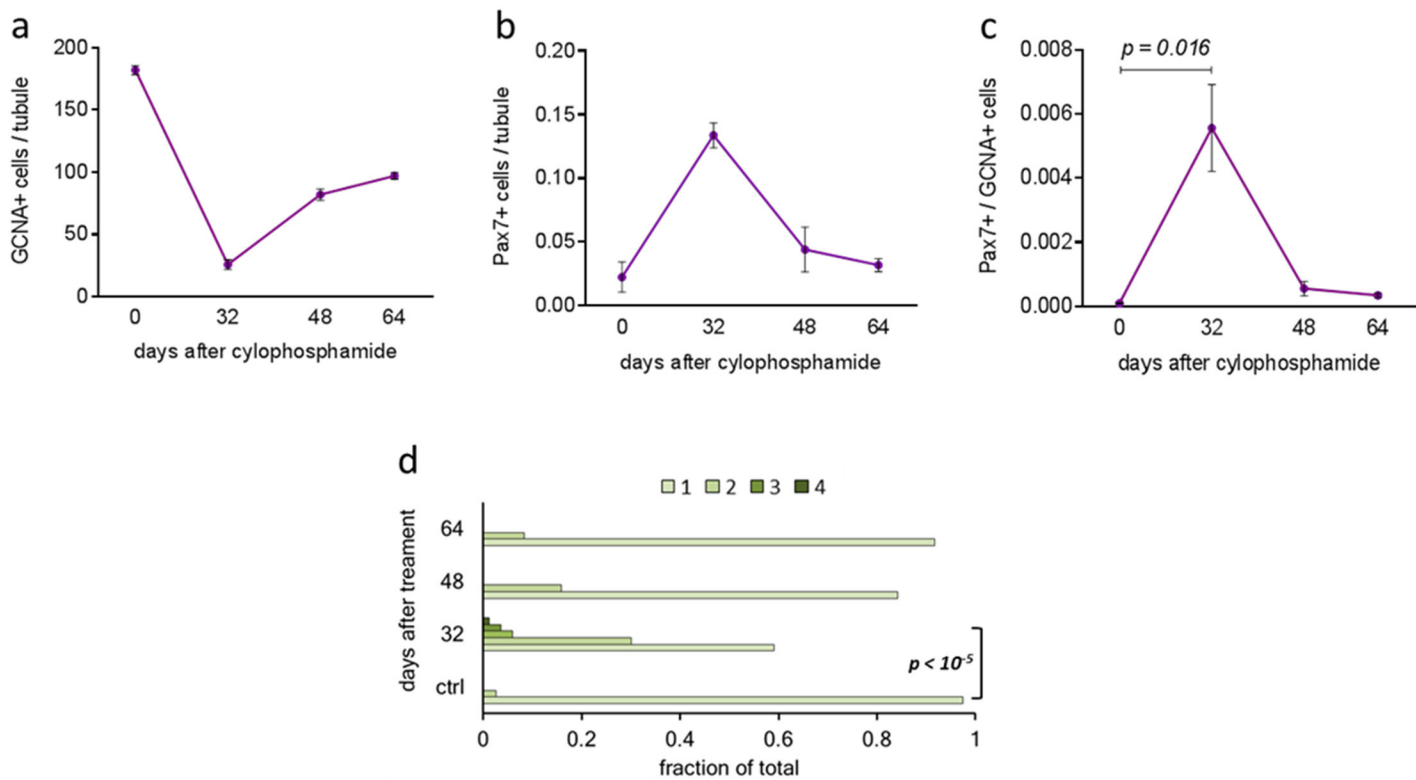 a
200
150
100
50
0
GCNA+ cells / tubule
0 32 48 64
days after cylophosphamide
b
0.20
0.15
0.10
0.05
0.00
Pax7+ cells / tubule
0 32 48 64
days after cylophosphamide
c
0.008
0.006
0.004
0.002
0.000
Pax7+ / GCNA+ cells
p = 0.016
0 32 48 64
days after cylophosphamide
d
1 2 3 4
days after treament
64
48
32
ctrl
p < 10⁻⁵
0 0.2 0.4 0.6 0.8 1
fraction of total